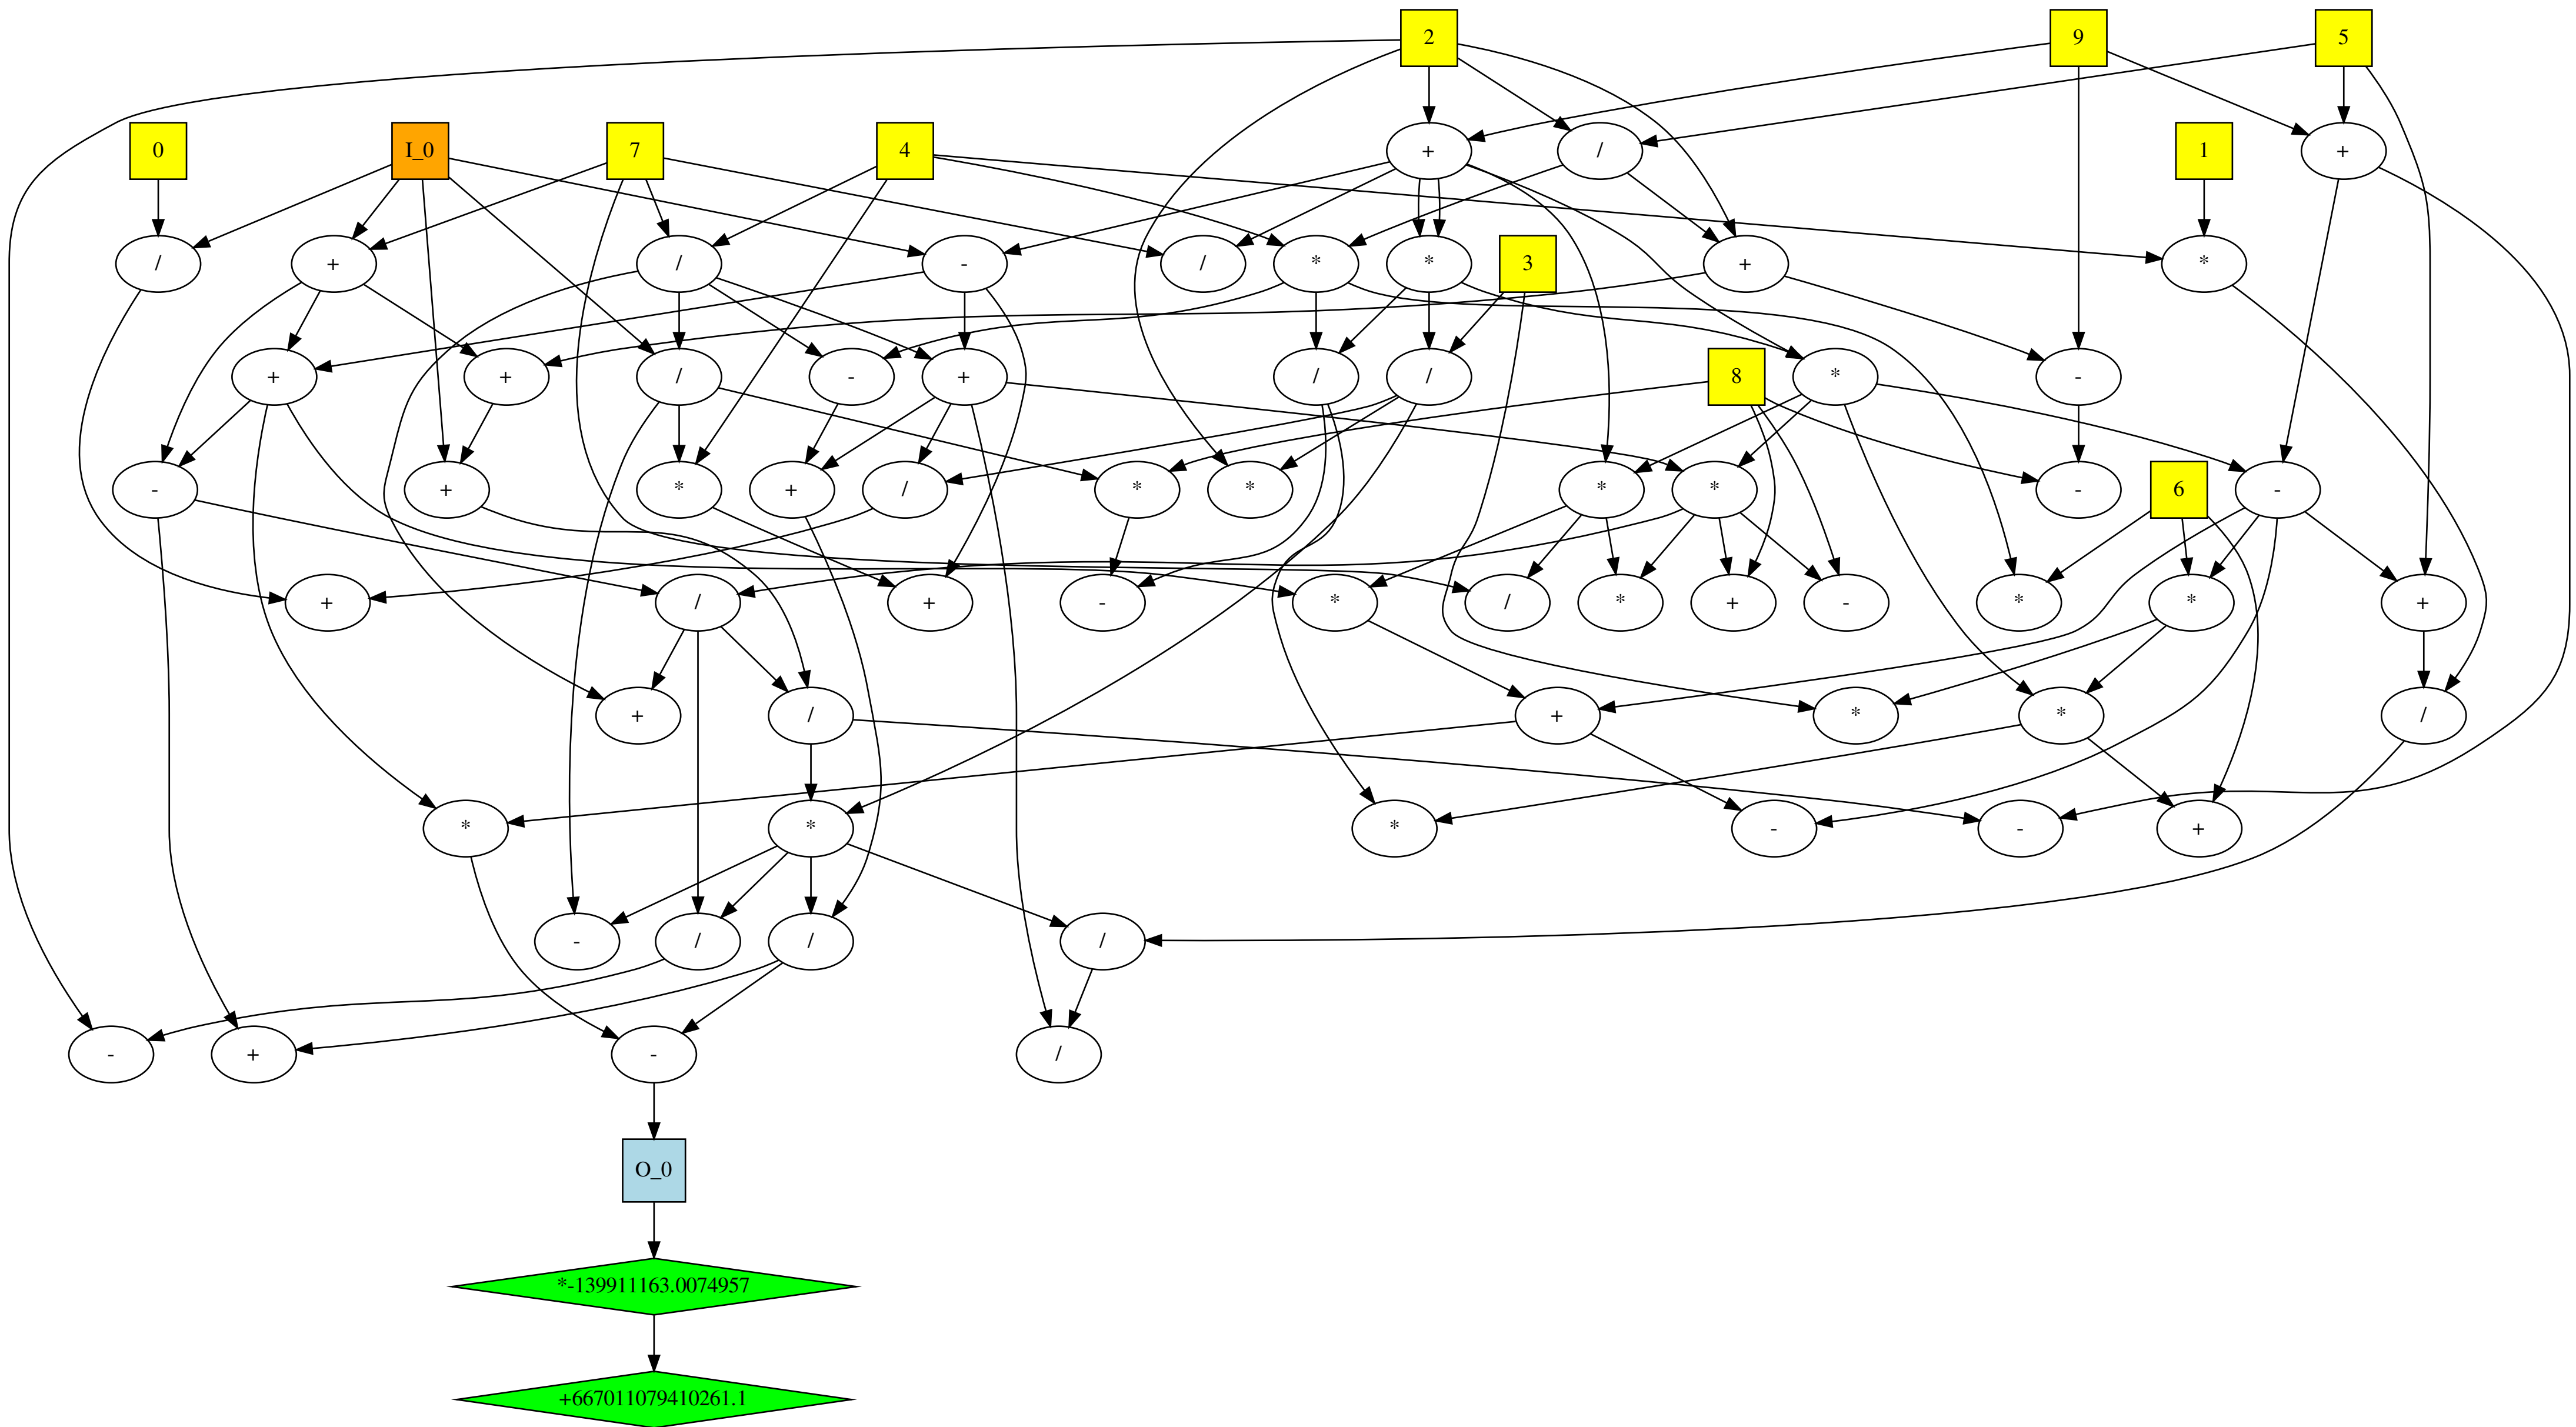 2 9 5
0 I_0 7 4 + / 1 +
/ + / - / * * 3 + *
+ + / - + / / 8 * -
- + * + / * * * * - 6 -
+ / + - * / * + - * * +
+ / + * * /
* * * - - +
- / / /
- + - /
O_0
*-139911163.0074957
+667011079410261.1